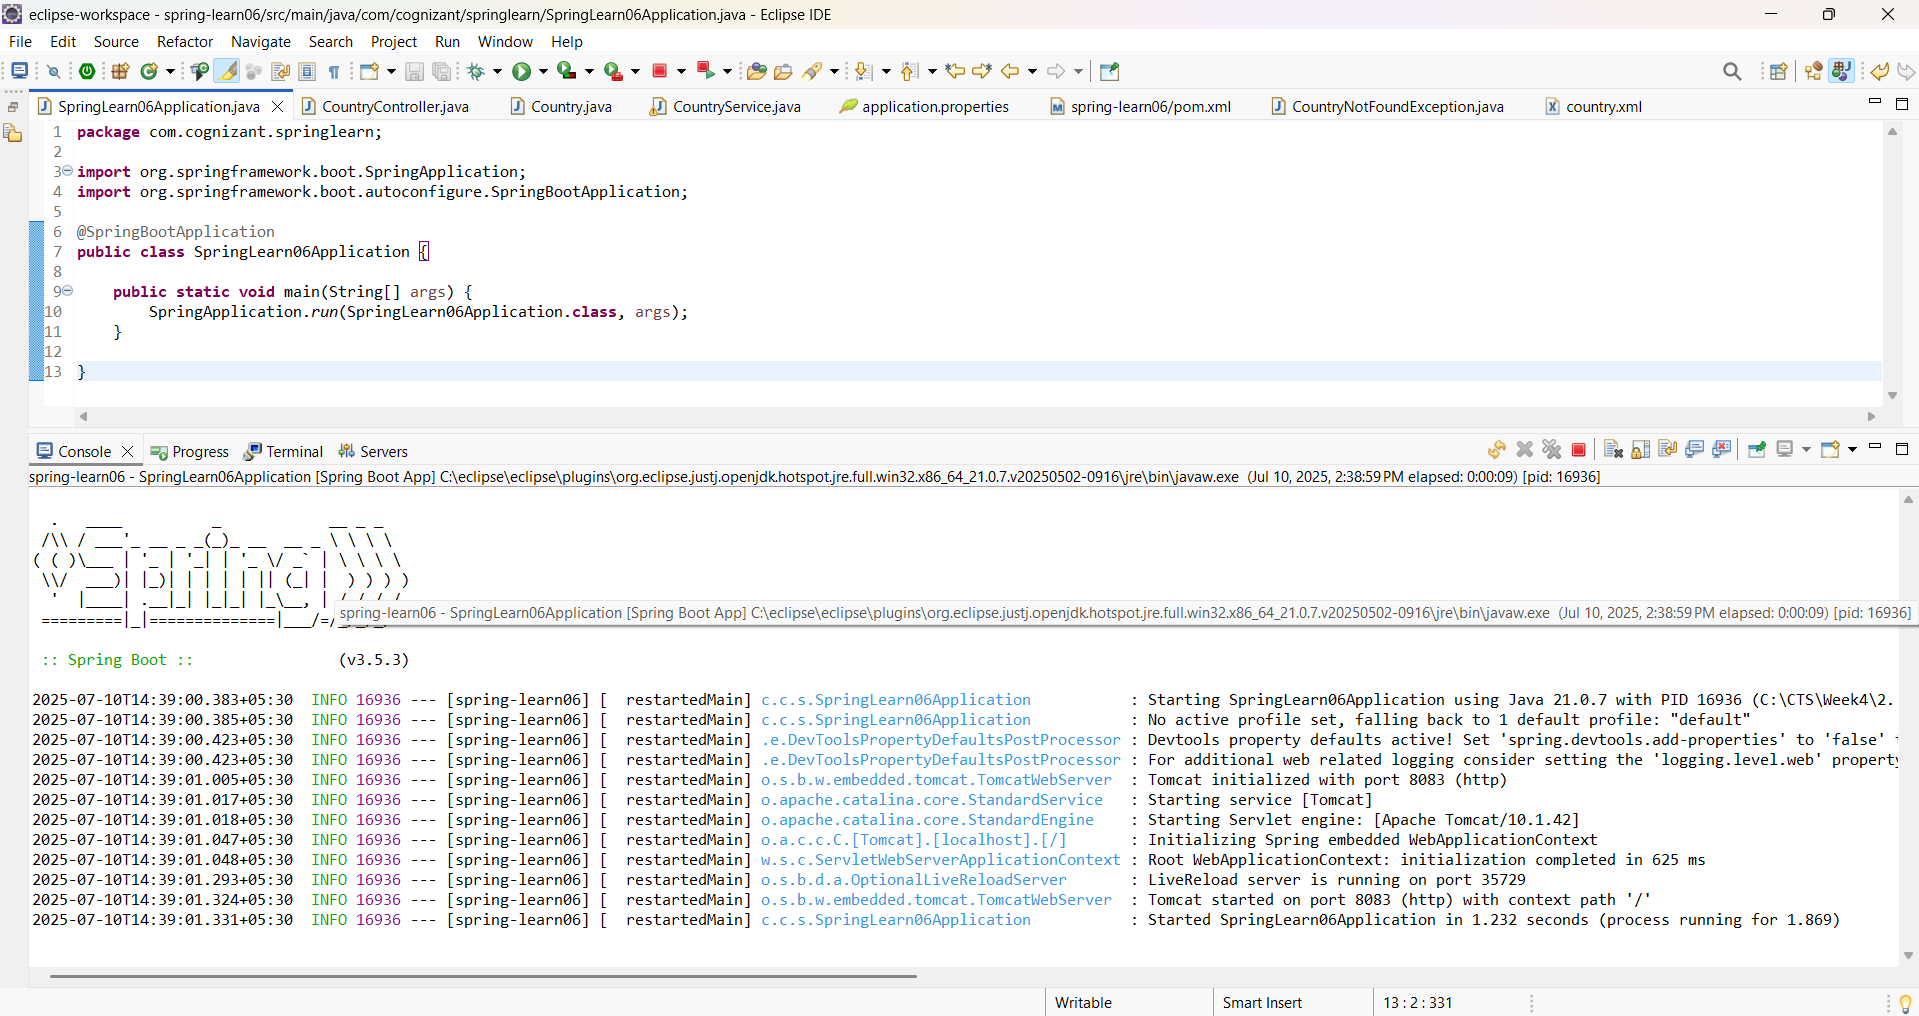 eclipse-workspace - spring-learn06/src/main/java/com/cognizant/springlearn/SpringLearn06Application.java - Eclipse IDE
File Edit Source Refactor Navigate Search Project Run Window Help
SpringLearn06Application.java CountryController.java Country.java CountryService.java application.properties spring-learn06/pom.xml CountryNotFoundException.java country.xml
1 package com.cognizant.springlearn;
2
3 import org.springframework.boot.SpringApplication;
4 import org.springframework.boot.autoconfigure.SpringBootApplication;
5
6 @SpringBootApplication
7 public class SpringLearn06Application {
8
9 public static void main(String[] args) {
10 SpringApplication.run(SpringLearn06Application.class, args);
11 }
12
13 }
Console Progress Terminal Servers
spring-learn06 - SpringLearn06Application [Spring Boot App] C:\eclipse\eclipse\plugins\org.eclipse.justj.openjdk.hotspot.jre.full.win32.x86_64_21.0.7.v20250502-0916\jre\bin\javaw.exe (Jul 10, 2025, 2:38:59 PM elapsed: 0:00:09) [pid: 16936]
Spring
spring-learn06 - SpringLearn06Application [Spring Boot App] C:\eclipse\eclipse\plugins\org.eclipse.justj.openjdk.hotspot.jre.full.win32.x86_64_21.0.7.v20250502-0916\jre\bin\javaw.exe (Jul 10, 2025, 2:38:59 PM elapsed: 0:00:09) [pid: 16936]
:: Spring Boot :: (v3.5.3)
2025-07-10T14:39:00.383+05:30 INFO 16936 --- [spring-learn06] [ restartedMain] c.c.s.SpringLearn06Application : Starting SpringLearn06Application using Java 21.0.7 with PID 16936 (C:\CTS\Week4\2.
2025-07-10T14:39:00.385+05:30 INFO 16936 --- [spring-learn06] [ restartedMain] c.c.s.SpringLearn06Application : No active profile set, falling back to 1 default profile: "default"
2025-07-10T14:39:00.423+05:30 INFO 16936 --- [spring-learn06] [ restartedMain] .e.DevToolsPropertyDefaultsPostProcessor : Devtools property defaults active! Set 'spring.devtools.add-properties' to 'false'
2025-07-10T14:39:00.423+05:30 INFO 16936 --- [spring-learn06] [ restartedMain] .e.DevToolsPropertyDefaultsPostProcessor : For additional web related logging consider setting the 'logging.level.web' property
2025-07-10T14:39:01.005+05:30 INFO 16936 --- [spring-learn06] [ restartedMain] o.s.b.w.embedded.tomcat.TomcatWebServer : Tomcat initialized with port 8083 (http)
2025-07-10T14:39:01.017+05:30 INFO 16936 --- [spring-learn06] [ restartedMain] o.apache.catalina.core.StandardService : Starting service [Tomcat]
2025-07-10T14:39:01.018+05:30 INFO 16936 --- [spring-learn06] [ restartedMain] o.apache.catalina.core.StandardEngine : Starting Servlet engine: [Apache Tomcat/10.1.42]
2025-07-10T14:39:01.047+05:30 INFO 16936 --- [spring-learn06] [ restartedMain] o.a.c.c.C.[Tomcat].[localhost].[/] : Initializing Spring embedded WebApplicationContext
2025-07-10T14:39:01.048+05:30 INFO 16936 --- [spring-learn06] [ restartedMain] w.s.c.ServletWebServerApplicationContext : Root WebApplicationContext: initialization completed in 625 ms
2025-07-10T14:39:01.293+05:30 INFO 16936 --- [spring-learn06] [ restartedMain] o.s.b.d.a.OptionalLiveReloadServer : LiveReload server is running on port 35729
2025-07-10T14:39:01.324+05:30 INFO 16936 --- [spring-learn06] [ restartedMain] o.s.b.w.embedded.tomcat.TomcatWebServer : Tomcat started on port 8083 (http) with context path '/'
2025-07-10T14:39:01.331+05:30 INFO 16936 --- [spring-learn06] [ restartedMain] c.c.s.SpringLearn06Application : Started SpringLearn06Application in 1.232 seconds (process running for 1.869)
Writable Smart Insert 13 : 2 : 331